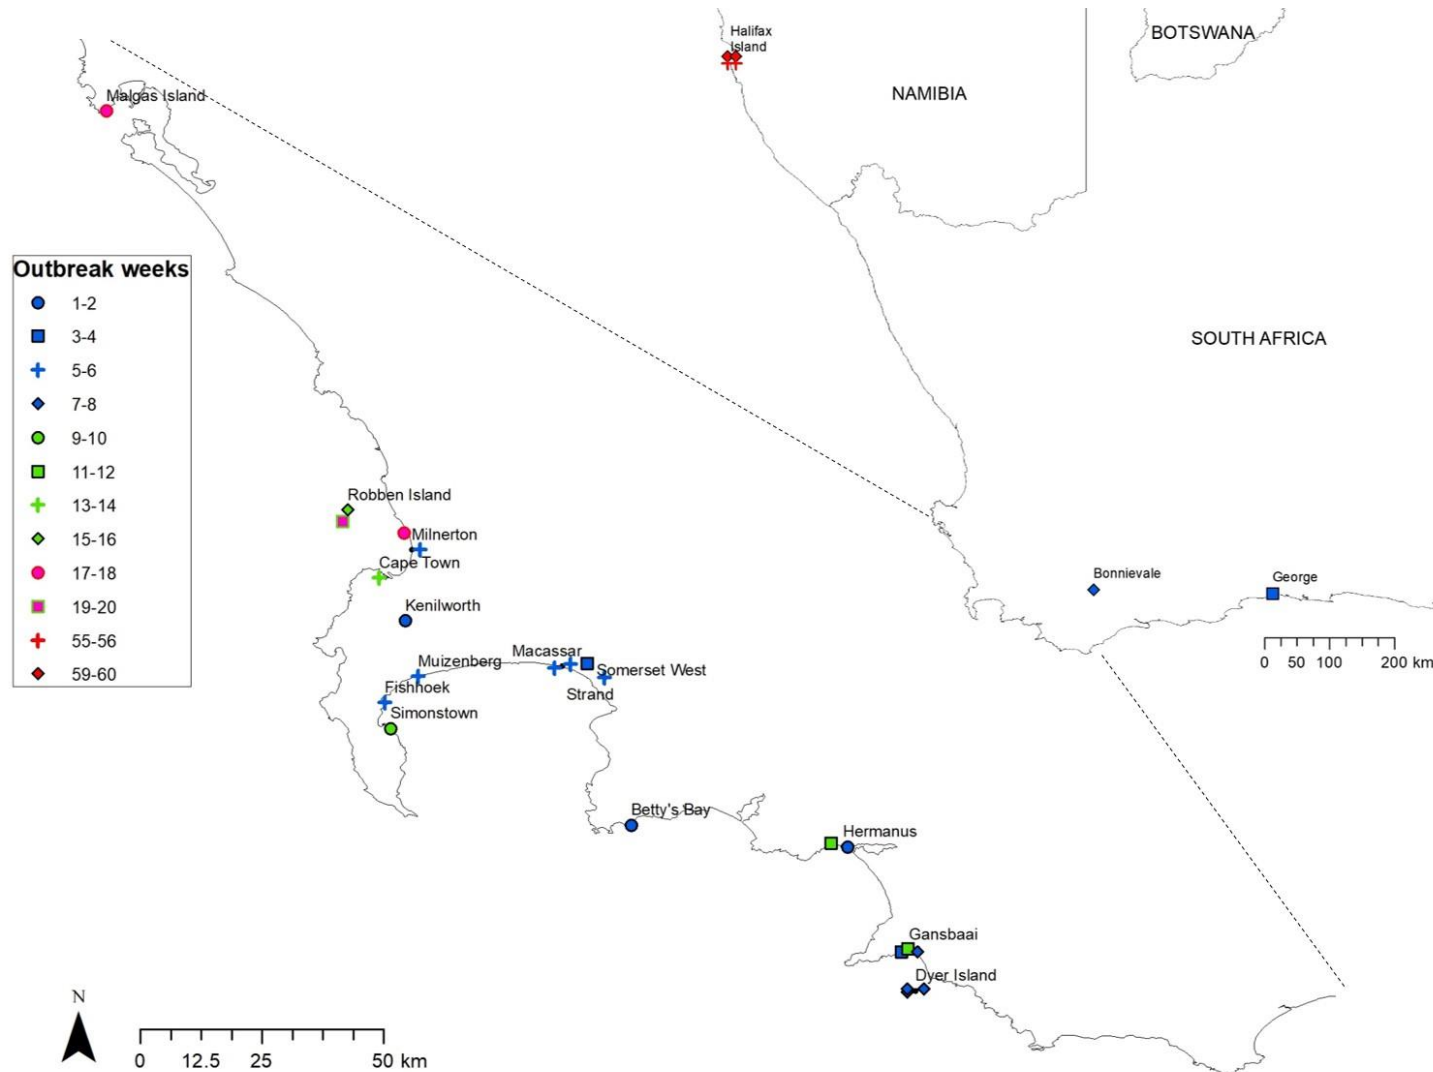 Halifax
Island
BOTSWANA
NAMIBIA
Malgas Island
SOUTH AFRICA
Outbreak weeks
1-2
3-4
5-6
7-8
9-10
11-12
13-14
15-16
17-18
19-20
55-56
59-60
Robben Island
Milnerton
Cape Town
Kenilworth
Macassar
Muizenberg
Somerset West
Fishhoek
Strand
Simonstown
Bonnievale
George
0 50 100 200 km
Betty's Bay
Hermanus
Gansbaai
Dyer Island
N
0 12.5 25 50 km